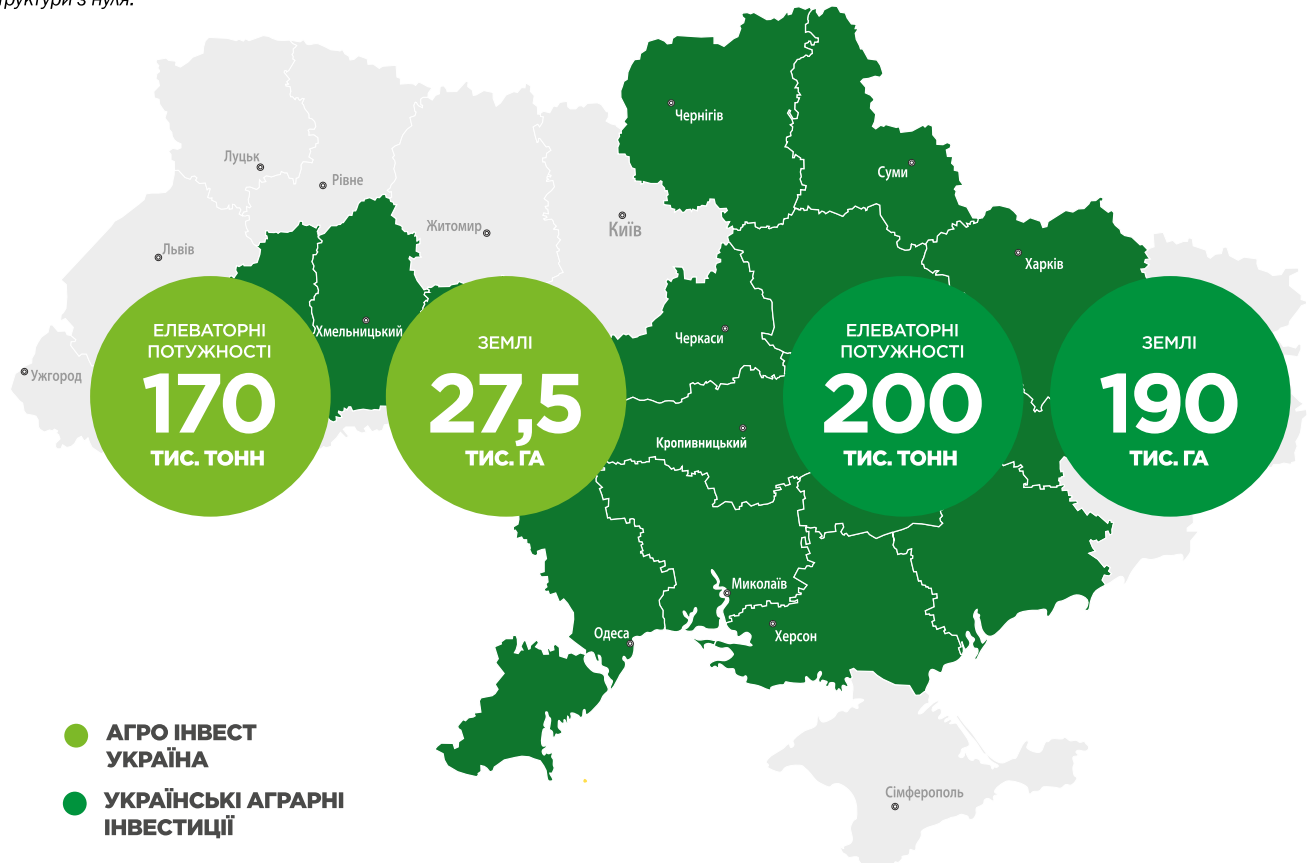 труктури з нуля.
Чернігів
Суми
Луцьк
Рівне
Житомир
Київ
Львів
Харків
Хмельницький
Черкаси
Ужгород
Кропивницький
ЕЛЕВАТОРНІ
ПОТУЖНОСТІ
170
ТИС. ТОНН
ЗЕМЛІ
27,5
ТИС. ГА
ЕЛЕВАТОРНІ
ПОТУЖНОСТІ
200
ТИС. ТОНН
ЗЕМЛІ
190
ТИС. ГА
Миколаїв
Одеса
Херсон
Сімферополь
АГРО ІНВЕСТ
УКРАЇНА
УКРАЇНСЬКІ АГРАРНІ
ІНВЕСТИЦІЇ